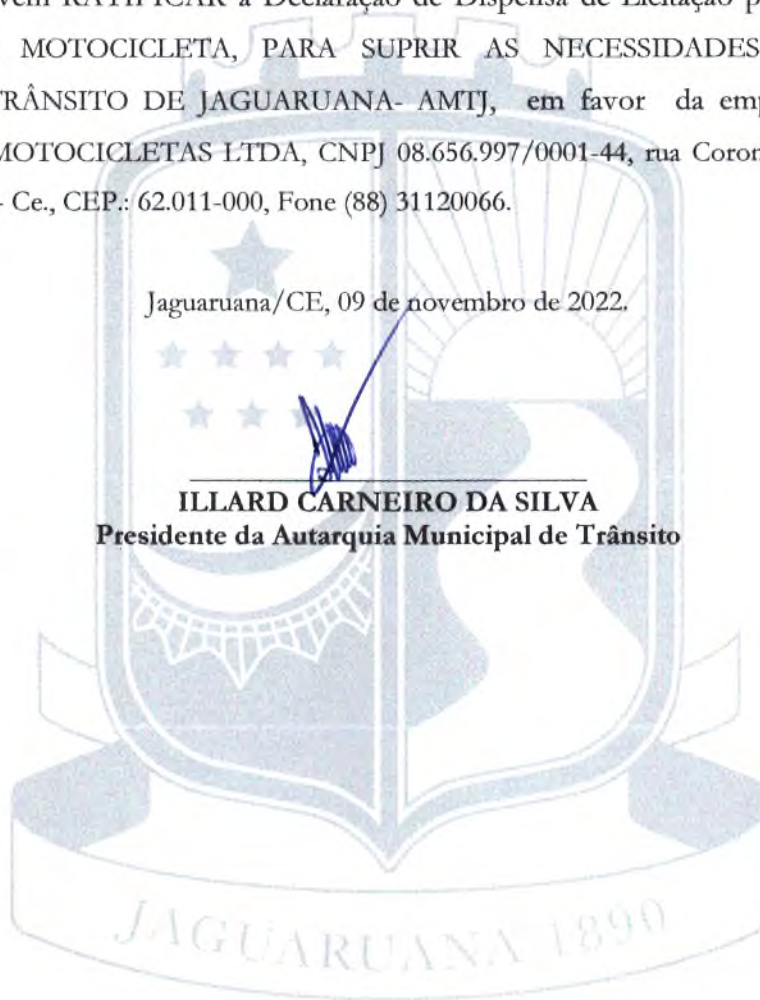 vem RATIFICAR a Declaração de Dispensa de Licitação p
MOTOCICLETA, PARA SUPRIR AS NECESSIDADES
TRÂNSITO DE JAGUARUANA- AMTJ, em favor da emp
MOTOCICLETAS LTDA, CNPJ 08.656.997/0001-44, rua Coron
- Ce., CEP.: 62.011-000, Fone (88) 31120066.
Jaguaruana/CE, 09 de novembro de 2022.
ILLARD CARNEIRO DA SILVA
Presidente da Autarquia Municipal de Trânsito
JAGUARUANA 1890